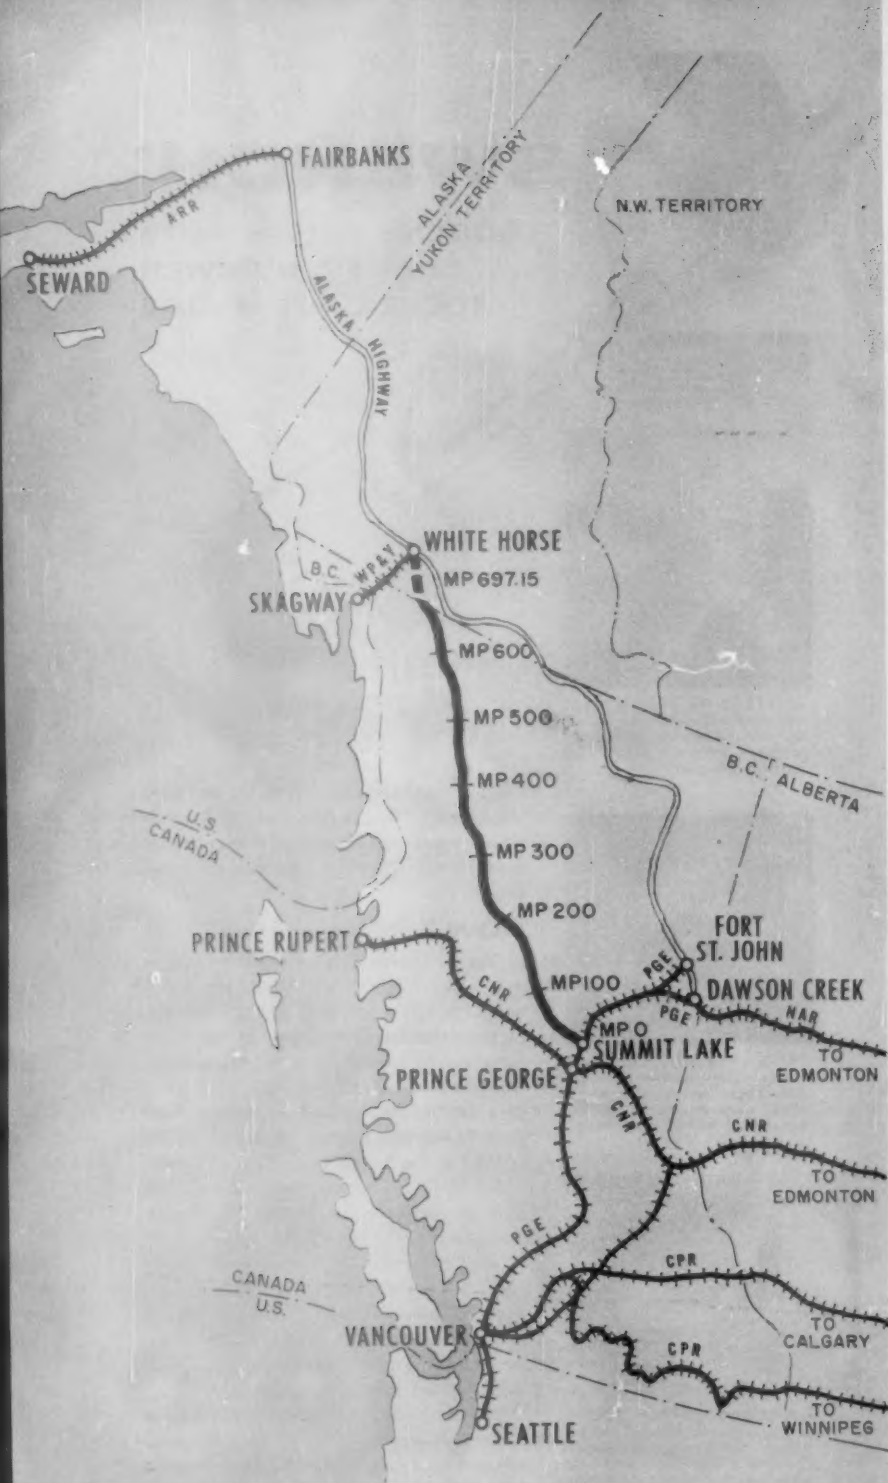 FAIRBANKS
ALASKA
YUKON TERRITORY
N.W. TERRITORY
ARR
SEWARD
ALASKA HIGHWAY
WHITE HORSE
WP&Y
B.C.
MP 697.15
SKAGWAY
MP 600
MP 500
MP 400
B.C. ALBERTA
U.S.
CANADA
MP 300
MP 200
FORT
ST. JOHN
PRINCE RUPERT
PGE
CNR
MP 100
DAWSON CREEK
PGE
NAR
MP 0
SUMMIT LAKE
TO
EDMONTON
PRINCE GEORGE
CNR
CNR
TO
EDMONTON
PGE
CPR
CANADA
U.S.
VANCOUVER
TO
CALGARY
CPR
TO
WINNIPEG
SEATTLE